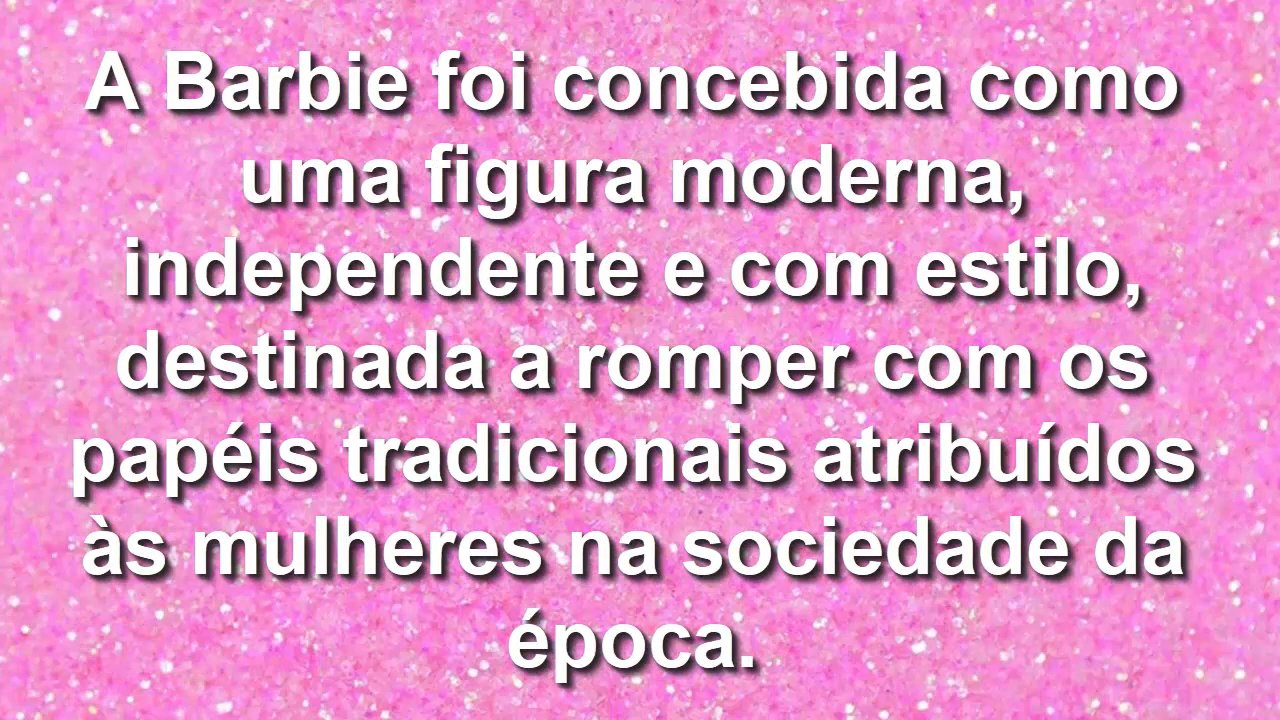 A Barbie foi concebida como
uma figura moderna,
independente e com estilo,
destinada a romper com os
papéis tradicionais atribuídos
às mulheres na sociedade da
época.